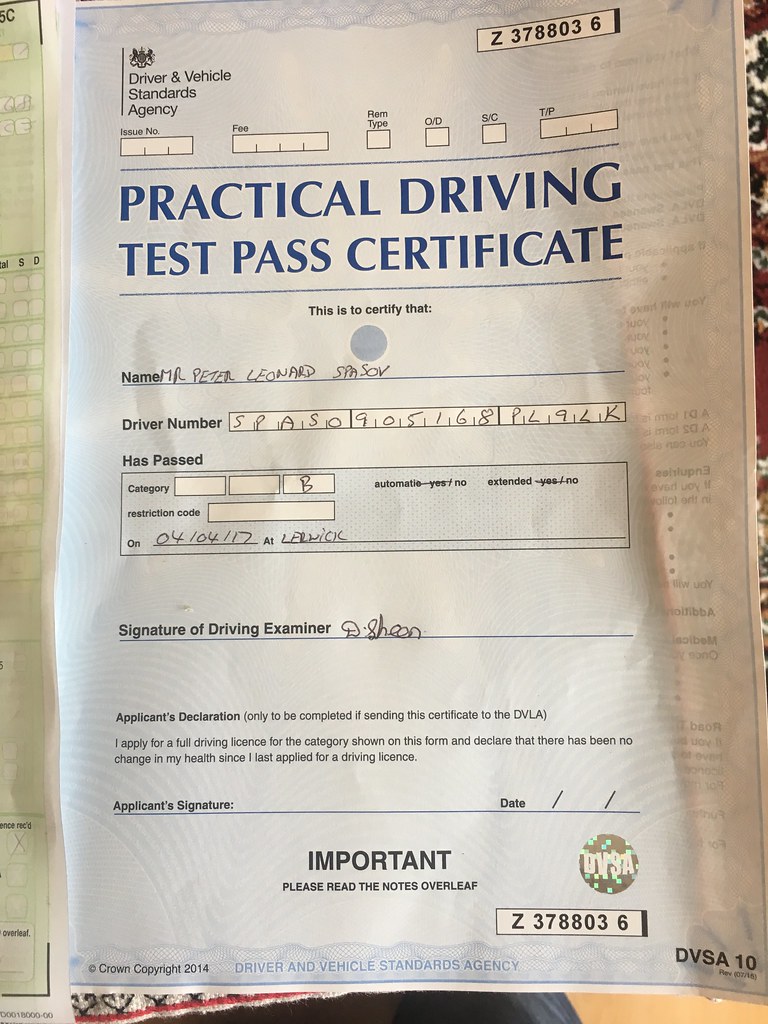 Z 378803 6
Driver & Vehicle
Standards
Agency
Issue No.
Fee
Rem
Type
O/D
S/C
T/P
PRACTICAL DRIVING
TEST PASS CERTIFICATE
This is to certify that:
Name MR PETER LEONARD SPASOV
Driver Number SPASO 905168 PL9LK
Has Passed
Category B automatic yes / no extended yes / no
restriction code
On 04/04/17 At LERWICK
Signature of Driving Examiner D. Sheon
Applicant's Declaration (only to be completed if sending this certificate to the DVLA)
I apply for a full driving licence for the category shown on this form and declare that there has been no
change in my health since I last applied for a driving licence.
Applicant's Signature:
Date / /
IMPORTANT
PLEASE READ THE NOTES OVERLEAF
DVSA
Z 378803 6
© Crown Copyright 2014 DRIVER AND VEHICLE STANDARDS AGENCY
DVSA 10
5C
S D
overleaf.